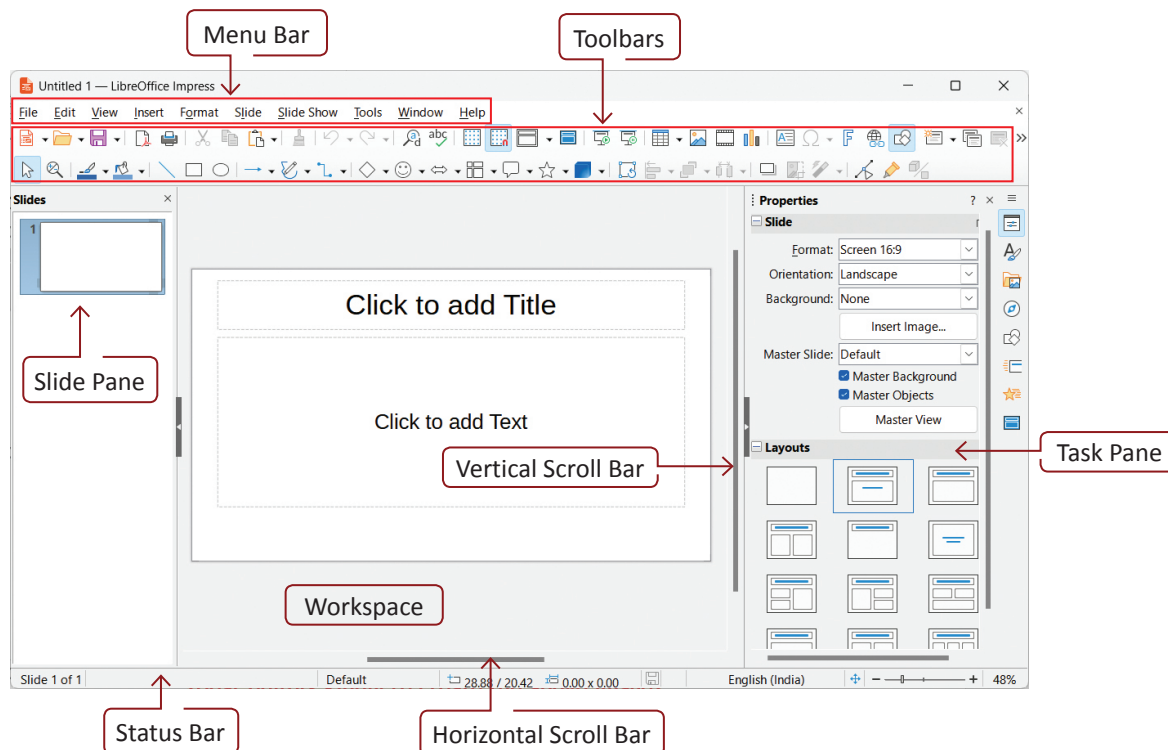 Menu Bar
Toolbars
Untitled 1 — LibreOffice Impress
File Edit View Insert Format Slide Slide Show Tools Window Help
Slides
Properties
Slide
1
Format: Screen 16:9
Orientation: Landscape
Background: None
Insert Image...
Master Slide: Default
Master Background
Master Objects
Master View
Click to add Title
Slide Pane
Click to add Text
Layouts
Task Pane
Vertical Scroll Bar
Workspace
Slide 1 of 1 Default 28.88 / 20.42 0.00 x 0.00 English (India) 48%
Status Bar
Horizontal Scroll Bar